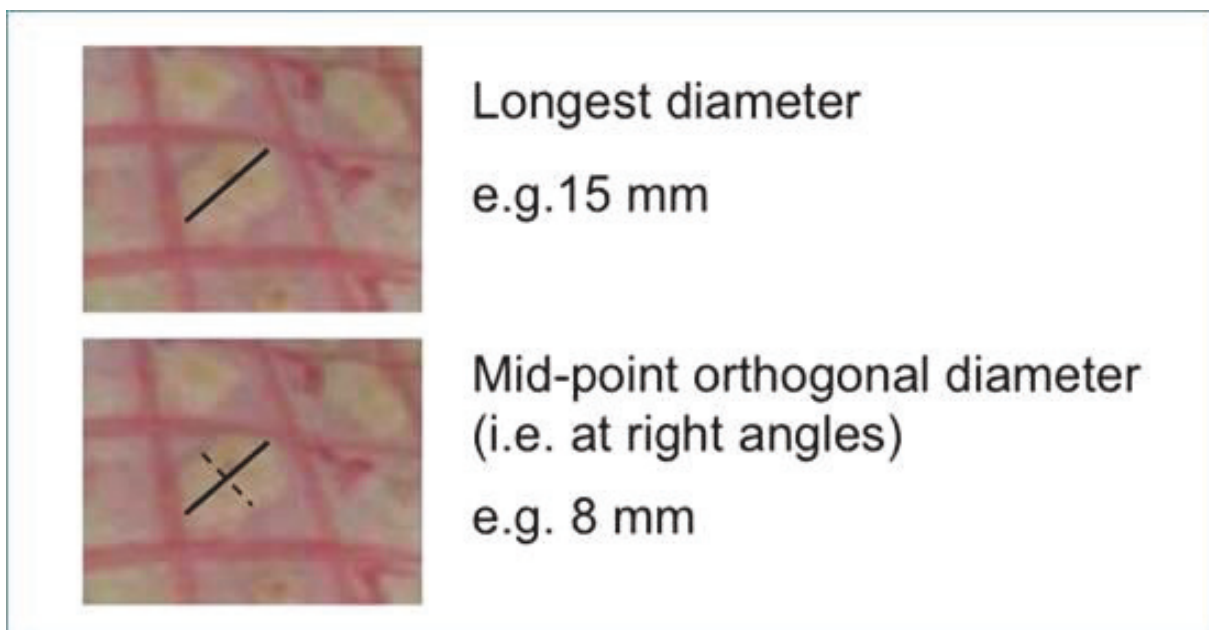 Longest diameter
e.g.15 mm
Mid-point orthogonal diameter
(i.e. at right angles)
e.g. 8 mm